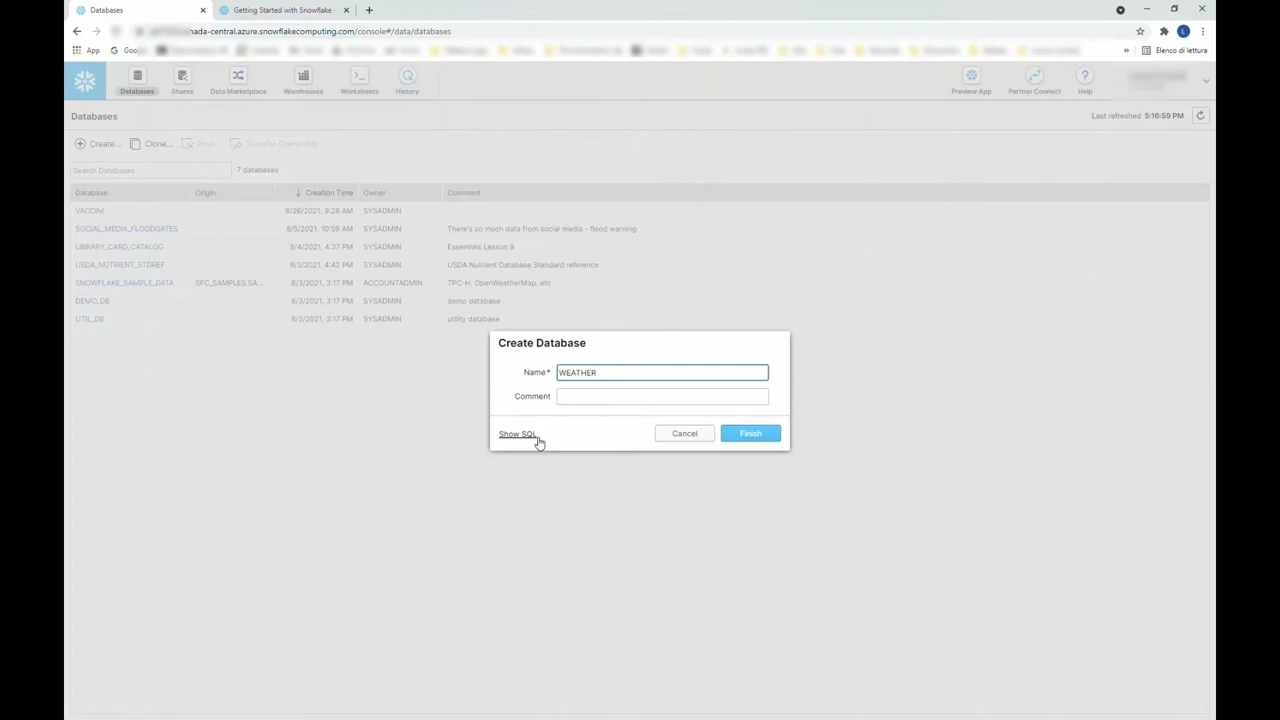 Databases
Getting Started with Snowflake
nada-central.azure.snowflakecomputing.com/console#/data/databases
App
Elenco di lettura
Databases
Shares
Data Marketplace
Warehouses
Worksheets
History
Preview App
Partner Connect
Help
Databases
Last refreshed 5:16:59 PM
Create...
Clone...
Transfer Ownership
Search Databases
7 databases
Database Origin Creation Time Owner Comment
VACCINI 8/26/2021, 9:28 AM SYSADMIN
SOCIAL_MEDIA_FLOODGATES 8/5/2021, 10:59 AM SYSADMIN There's so much data from social media - flood warning
LIBRARY_CARD_CATALOG 8/4/2021, 4:37 PM SYSADMIN Essentials Lesson 9
USDA_NUTRIENT_STDREF 8/3/2021, 4:42 PM SYSADMIN USDA Nutrient Database Standard reference
SNOWFLAKE_SAMPLE_DATA SFC_SAMPLES.SA... 8/3/2021, 3:17 PM ACCOUNTADMIN TPC-H, OpenWeatherMap, etc
DEMO_DB 8/3/2021, 3:17 PM SYSADMIN demo database
UTIL_DB 8/3/2021, 3:17 PM SYSADMIN utility database
Create Database
Name* WEATHER
Comment
Show SQL
Cancel
Finish